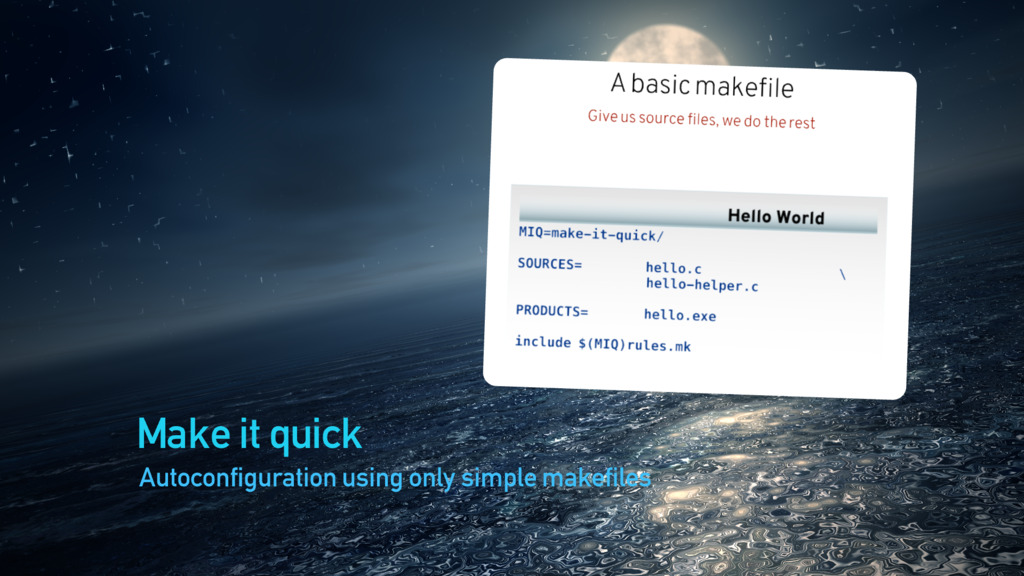 A basic makefile
Give us source files, we do the rest
Hello World
MIQ=make-it-quick/
SOURCES= hello.c \
hello-helper.c
PRODUCTS= hello.exe
include $(MIQ)rules.mk
Make it quick
Autoconfiguration using only simple makefiles